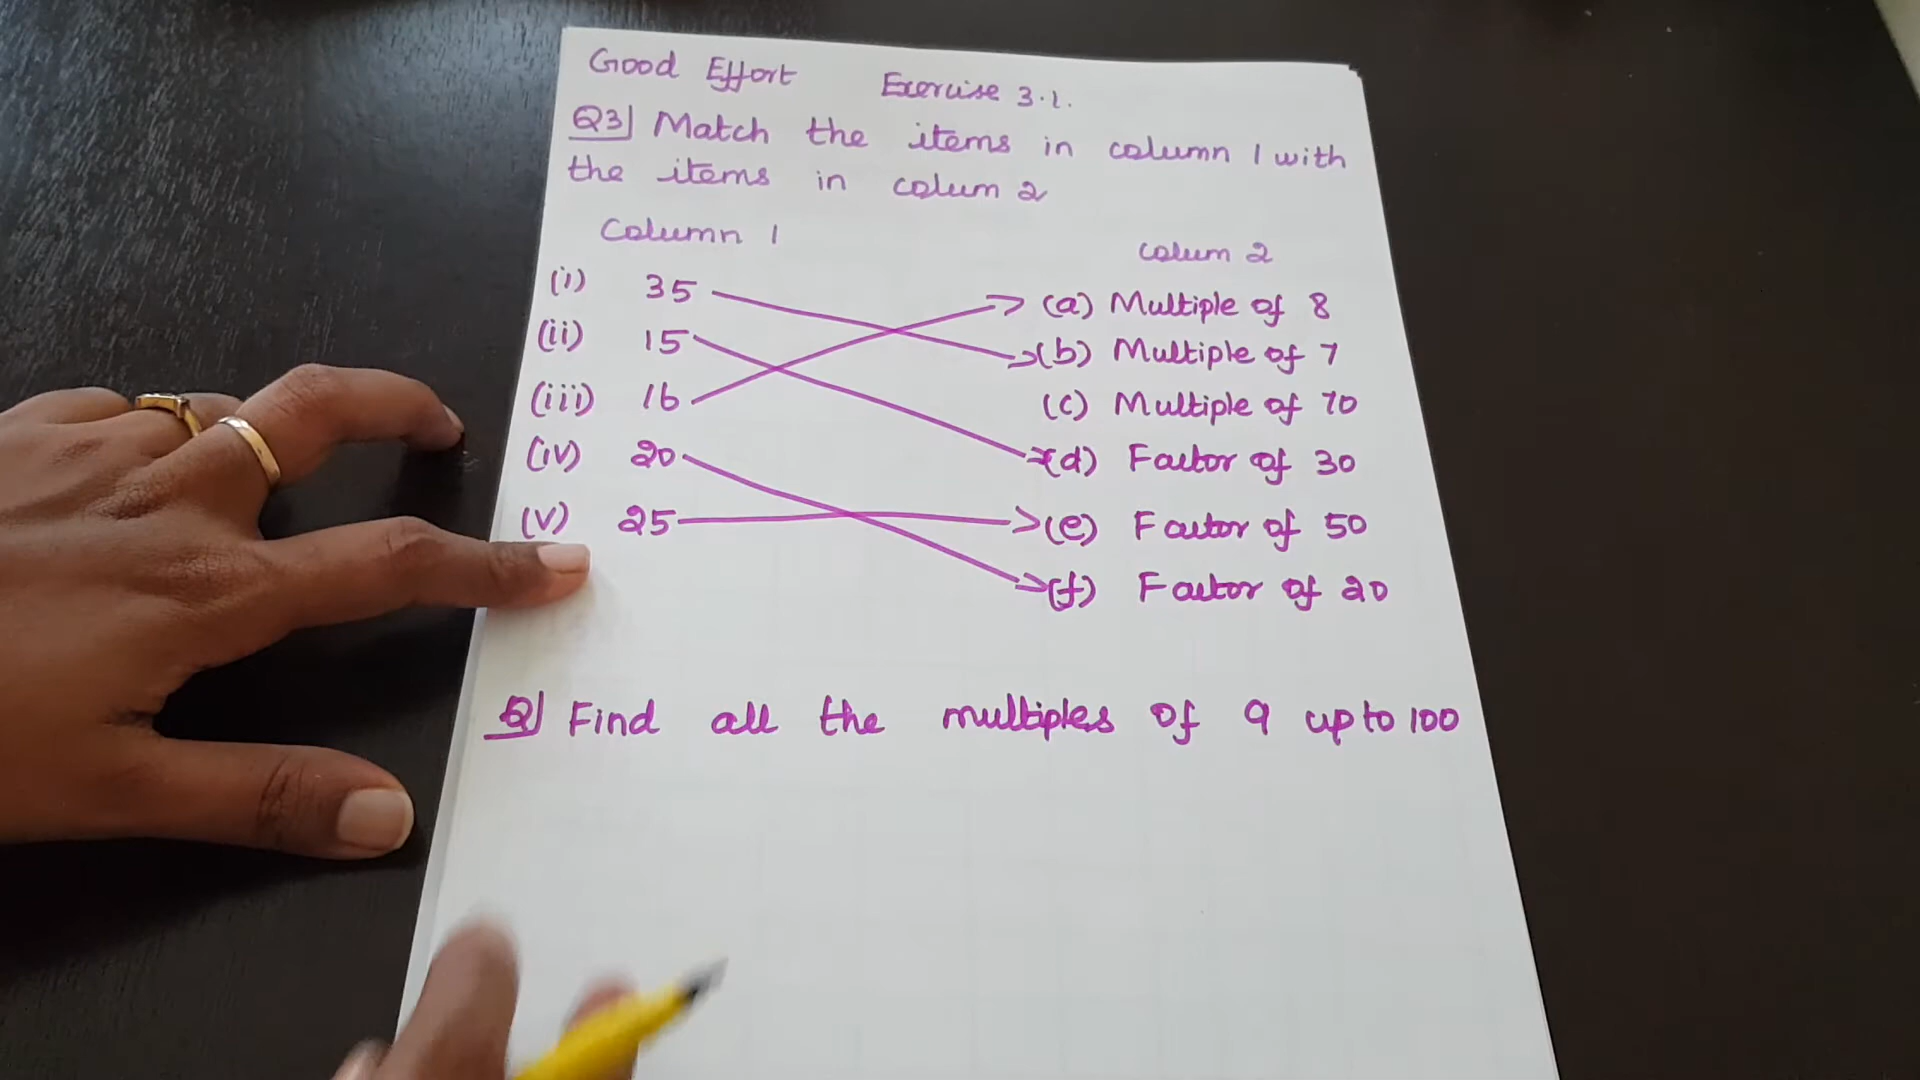 Good Effort Exercise 3.1.
Q3] Match the items in column 1 with
the items in colum 2
Column 1 colum 2
(i) 35 (a) Multiple of 8
(ii) 15 (b) Multiple of 7
(iii) 16 (c) Multiple of 70
(iv) 20 (d) Factor of 30
(v) 25 (e) Factor of 50
(f) Factor of 20
Q] Find all the multiples of 9 up to 100